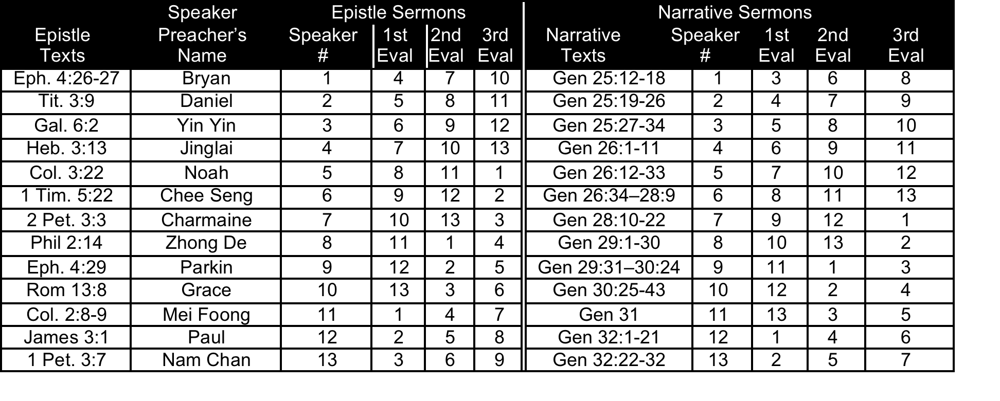 Speaker Epistle Sermons Narrative Sermons
Epistle Preacher’s Speaker 1st 2nd 3rd Narrative Speaker 1st 2nd 3rd
Texts Name # Eval Eval Eval Texts # Eval Eval Eval
Eph. 4:26-27 Bryan 1 4 7 10 Gen 25:12-18 1 3 6 8
Tit. 3:9 Daniel 2 5 8 11 Gen 25:19-26 2 4 7 9
Gal. 6:2 Yin Yin 3 6 9 12 Gen 25:27-34 3 5 8 10
Heb. 3:13 Jinglai 4 7 10 13 Gen 26:1-11 4 6 9 11
Col. 3:22 Noah 5 8 11 1 Gen 26:12-33 5 7 10 12
1 Tim. 5:22 Chee Seng 6 9 12 2 Gen 26:34–28:9 6 8 11 13
2 Pet. 3:3 Charmaine 7 10 13 3 Gen 28:10-22 7 9 12 1
Phil 2:14 Zhong De 8 11 1 4 Gen 29:1-30 8 10 13 2
Eph. 4:29 Parkin 9 12 2 5 Gen 29:31–30:24 9 11 1 3
Rom 13:8 Grace 10 13 3 6 Gen 30:25-43 10 12 2 4
Col. 2:8-9 Mei Foong 11 1 4 7 Gen 31 11 13 3 5
James 3:1 Paul 12 2 5 8 Gen 32:1-21 12 1 4 6
1 Pet. 3:7 Nam Chan 13 3 6 9 Gen 32:22-32 13 2 5 7